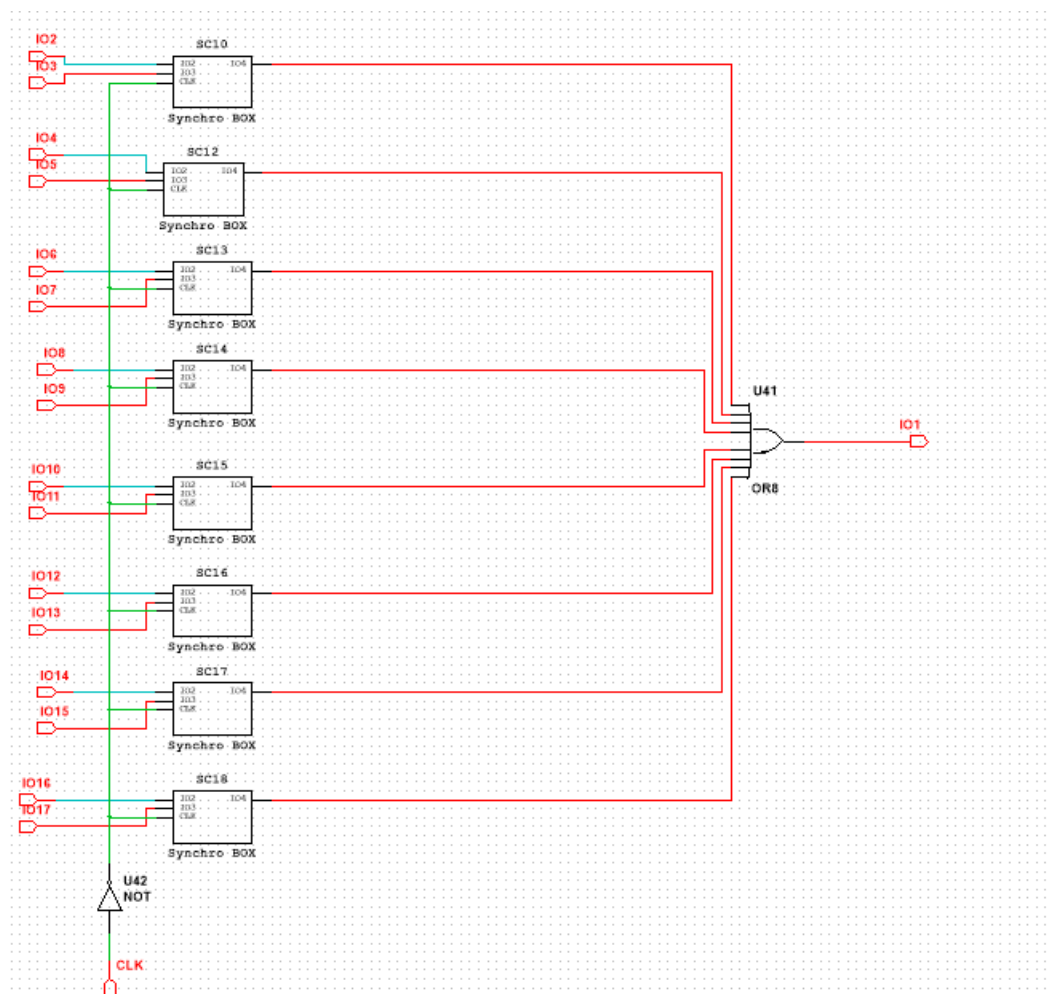 IO2
SC10
IO3
IO2 IO4
IO3
CLK
Synchro BOX
IO4
SC12
IO5
IO2 IO4
IO3
CLK
Synchro BOX
SC13
IO6
IO2 IO4
IO3
CLK
IO7
Synchro BOX
SC14
IO8
IO2 IO4
IO3
CLK
IO9
Synchro BOX
U41
IO1
OR8
SC15
IO10
IO2 IO4
IO3
CLK
IO11
Synchro BOX
SC16
IO12
IO2 IO4
IO3
CLK
IO13
Synchro BOX
SC17
IO14
IO2 IO4
IO3
CLK
IO15
Synchro BOX
SC18
IO16
IO2 IO4
IO3
CLK
IO17
Synchro BOX
U42
NOT
CLK